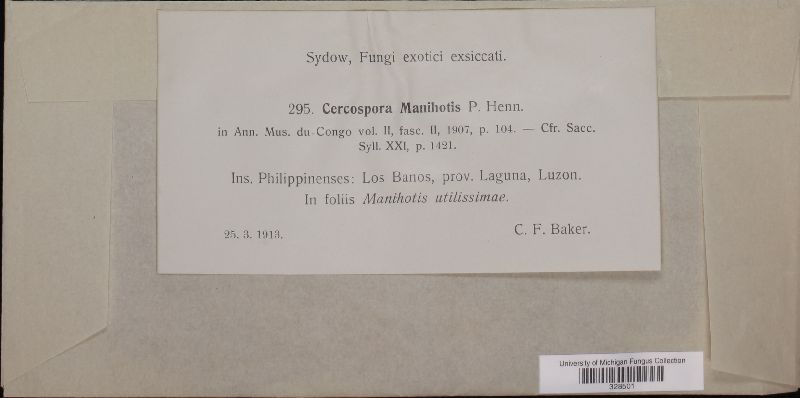 Sydow, Fungi exotici exsiccati.
295. Cercospora Manihotis P. Henn.
in Ann. Mus. du Congo vol. II, fasc. II, 1907, p. 104. — Cfr. Sacc.
Syll. XXI, p. 1421.
Ins. Philippinenses: Los Banos, prov. Laguna, Luzon.
In foliis Manihotis utilissimae.
25. 3. 1913.
C. F. Baker.
University of Michigan Fungus Collection
328501